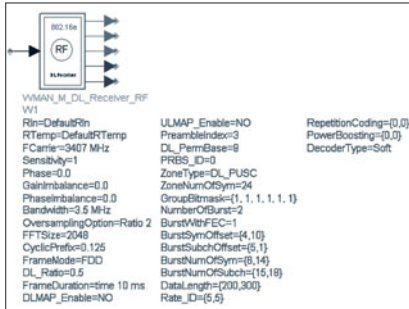 802.16e
RF
DL Receiver
WMAN_M_DL_Receiver_RF
W1
RIn=DefaultRIn
RTemp=DefaultRTemp
FCarrier=3407 MHz
Sensitivity=1
Phase=0.0
GainImbalance=0.0
PhaseImbalance=0.0
Bandwidth=3.5 MHz
OversamplingOption=Ratio 2
FFTSize=2048
CyclicPrefix=0.125
FrameMode=FDD
DL_Ratio=0.5
FrameDuration=time 10 ms
DLMAP_Enable=NO
ULMAP_Enable=NO
PreambleIndex=3
DL_PermBase=9
PRBS_ID=0
ZoneType=DL_PUSC
ZoneNumOfSym=24
GroupBitmask={1, 1, 1, 1, 1, 1}
NumberOfBurst=2
BurstWithFEC=1
BurstSymOffset={4,10}
BurstSubchOffset={5,1}
BurstNumOfSym={8,14}
BurstNumOfSubch={15,18}
DataLength={200,300}
Rate_ID={5,5}
RepetitionCoding={0,0}
PowerBoosting={0,0}
DecoderType=Soft